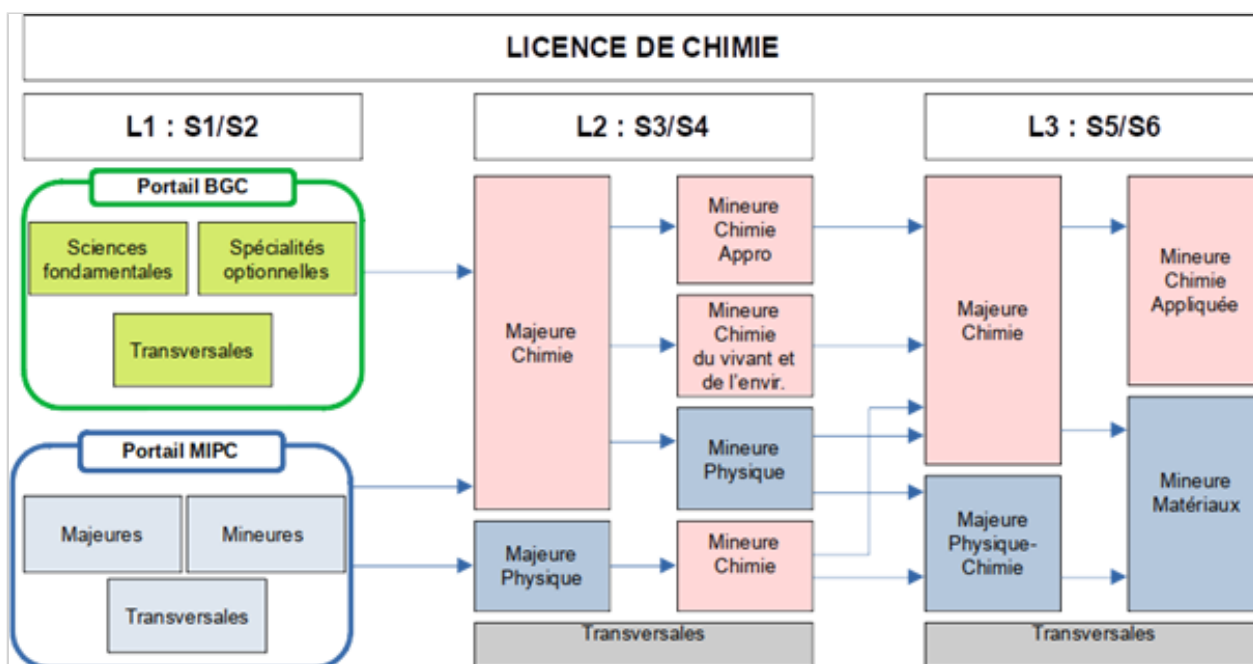 LICENCE DE CHIMIE
L1 : S1/S2
L2 : S3/S4
L3 : S5/S6
Portail BGC
Sciences
fondamentales
Spécialités
optionnelles
Transversales
Portail MIPC
Majeures
Mineures
Transversales
Majeure
Chimie
Majeure
Physique
Mineure
Chimie
Appro
Mineure
Chimie
du vivant et
de l'envir.
Mineure
Physique
Mineure
Chimie
Transversales
Majeure
Chimie
Majeure
Physique-
Chimie
Mineure
Chimie
Appliquée
Mineure
Matériaux
Transversales